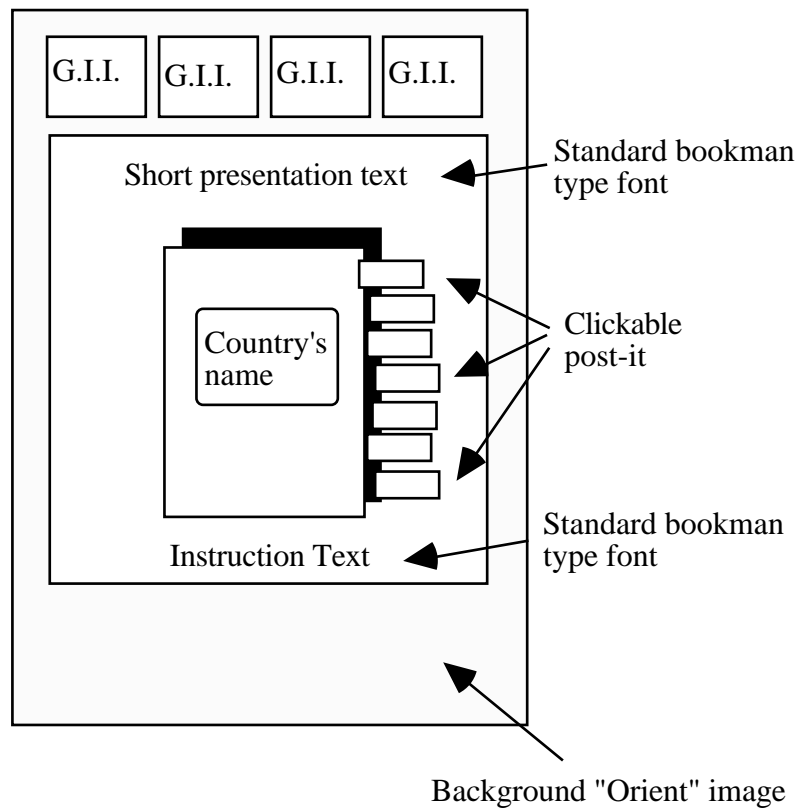 G.I.I. G.I.I. G.I.I. G.I.I.
Short presentation text
Standard bookman
type font
Country's
name
Clickable
post-it
Instruction Text
Standard bookman
type font
Background "Orient" image